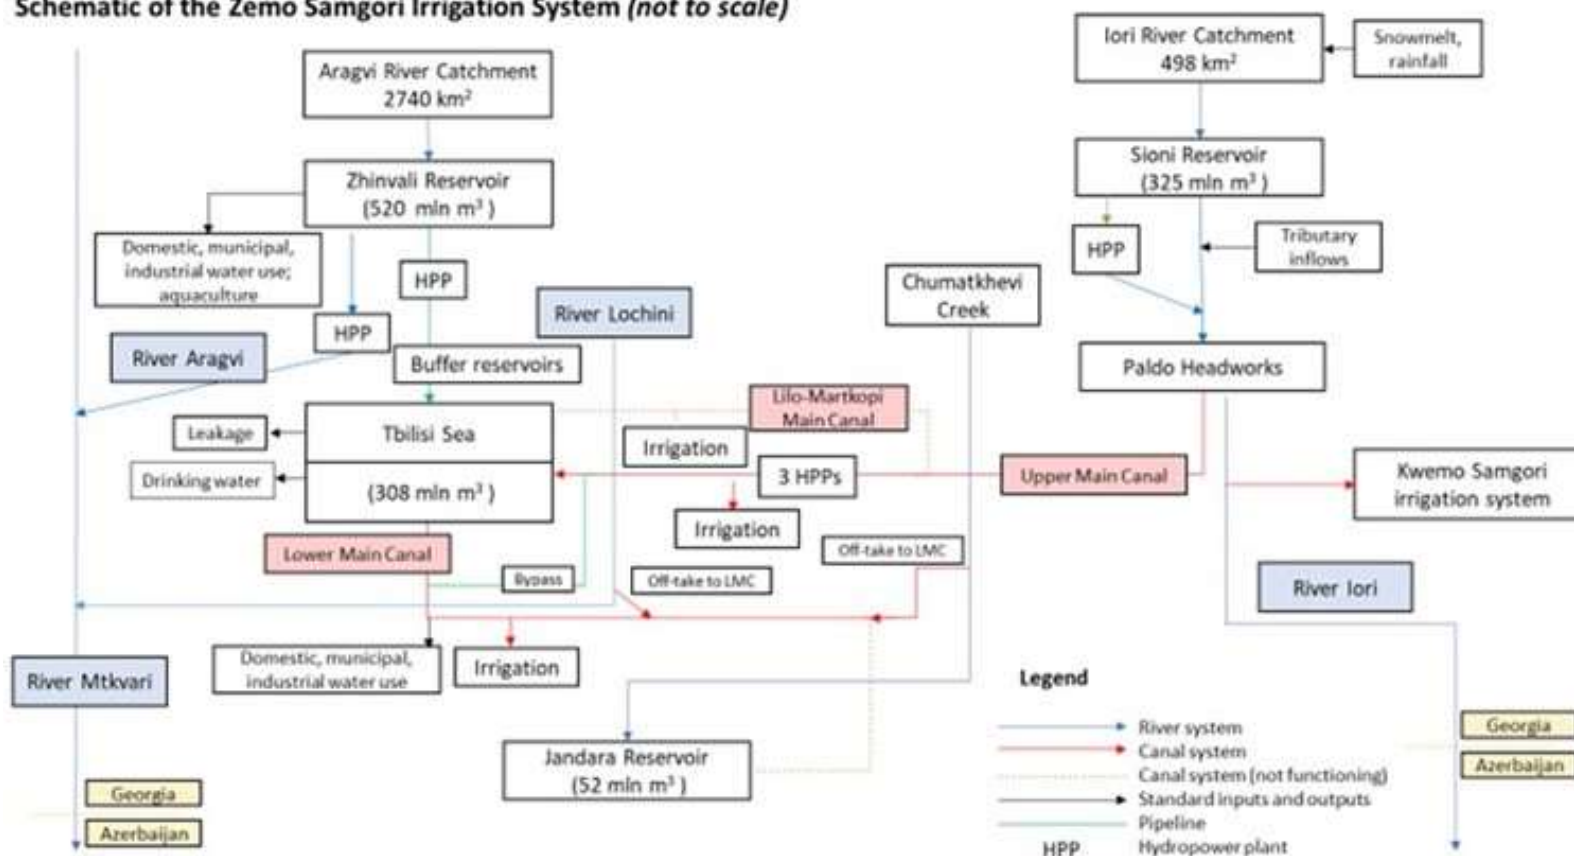 Schematic of the Zemo Samgori Irrigation System (not to scale)
Aragvi River Catchment
2740 km²
Iori River Catchment
498 km²
Snowmelt,
rainfall
Zhinvali Reservoir
(520 mln m³ )
Sioni Reservoir
(325 mln m³ )
Domestic, municipal,
industrial water use;
aquaculture
HPP
HPP
River Aragvi
Buffer reservoirs
River Lochini
Chumatkhevi
Creek
HPP
Tributary
inflows
Paldo Headworks
Leakage
Tbilisi Sea
Drinking water
(308 mln m³ )
Lilo-Martkopi
Main Canal
Irrigation
3 HPPs
Upper Main Canal
Kwemo Samgori
irrigation system
Irrigation
Lower Main Canal
Bypass
Off-take to LMC
Off-take to LMC
River Iori
River Mtkvari
Domestic, municipal,
industrial water use
Irrigation
Jandara Reservoir
(52 mln m³ )
Georgia
Azerbaijan
Legend
River system
Canal system
Canal system (not functioning)
Standard inputs and outputs
Pipeline
HPP Hydropower plant
Georgia
Azerbaijan